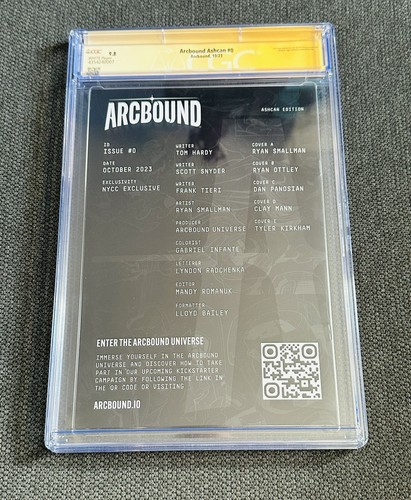 CGC
9.8
WHITE Pages
Arcbound Ashcan #0
Arcbound, 10/23
ARCBOUND
ASHCAN EDITION
ID
ISSUE #0
DATE
OCTOBER 2023
EXCLUSIVITY
NYCC EXCLUSIVE
WRITER
TOM HARDY
WRITER
SCOTT SNYDER
WRITER
FRANK TIERI
ARTIST
RYAN SMALLMAN
PRODUCER
ARCBOUND UNIVERSE
COLORIST
GABRIEL INFANTE
LETTERER
LYNDON RADCHENKA
EDITOR
MANDY ROMANUK
FORMATTER
LLOYD BAILEY
COVER A
RYAN SMALLMAN
COVER B
RYAN OTTLEY
COVER C
DAN PANOSIAN
COVER D
CLAY MANN
COVER E
TYLER KIRKHAM
ENTER THE ARCBOUND UNIVERSE
IMMERSE YOURSELF IN THE ARCBOUND
UNIVERSE AND DISCOVER HOW TO TAKE
PART IN OUR UPCOMING KICKSTARTER
CAMPAIGN BY FOLLOWING THE LINK IN
THE QR CODE OR VISITING
ARCBOUND.IO